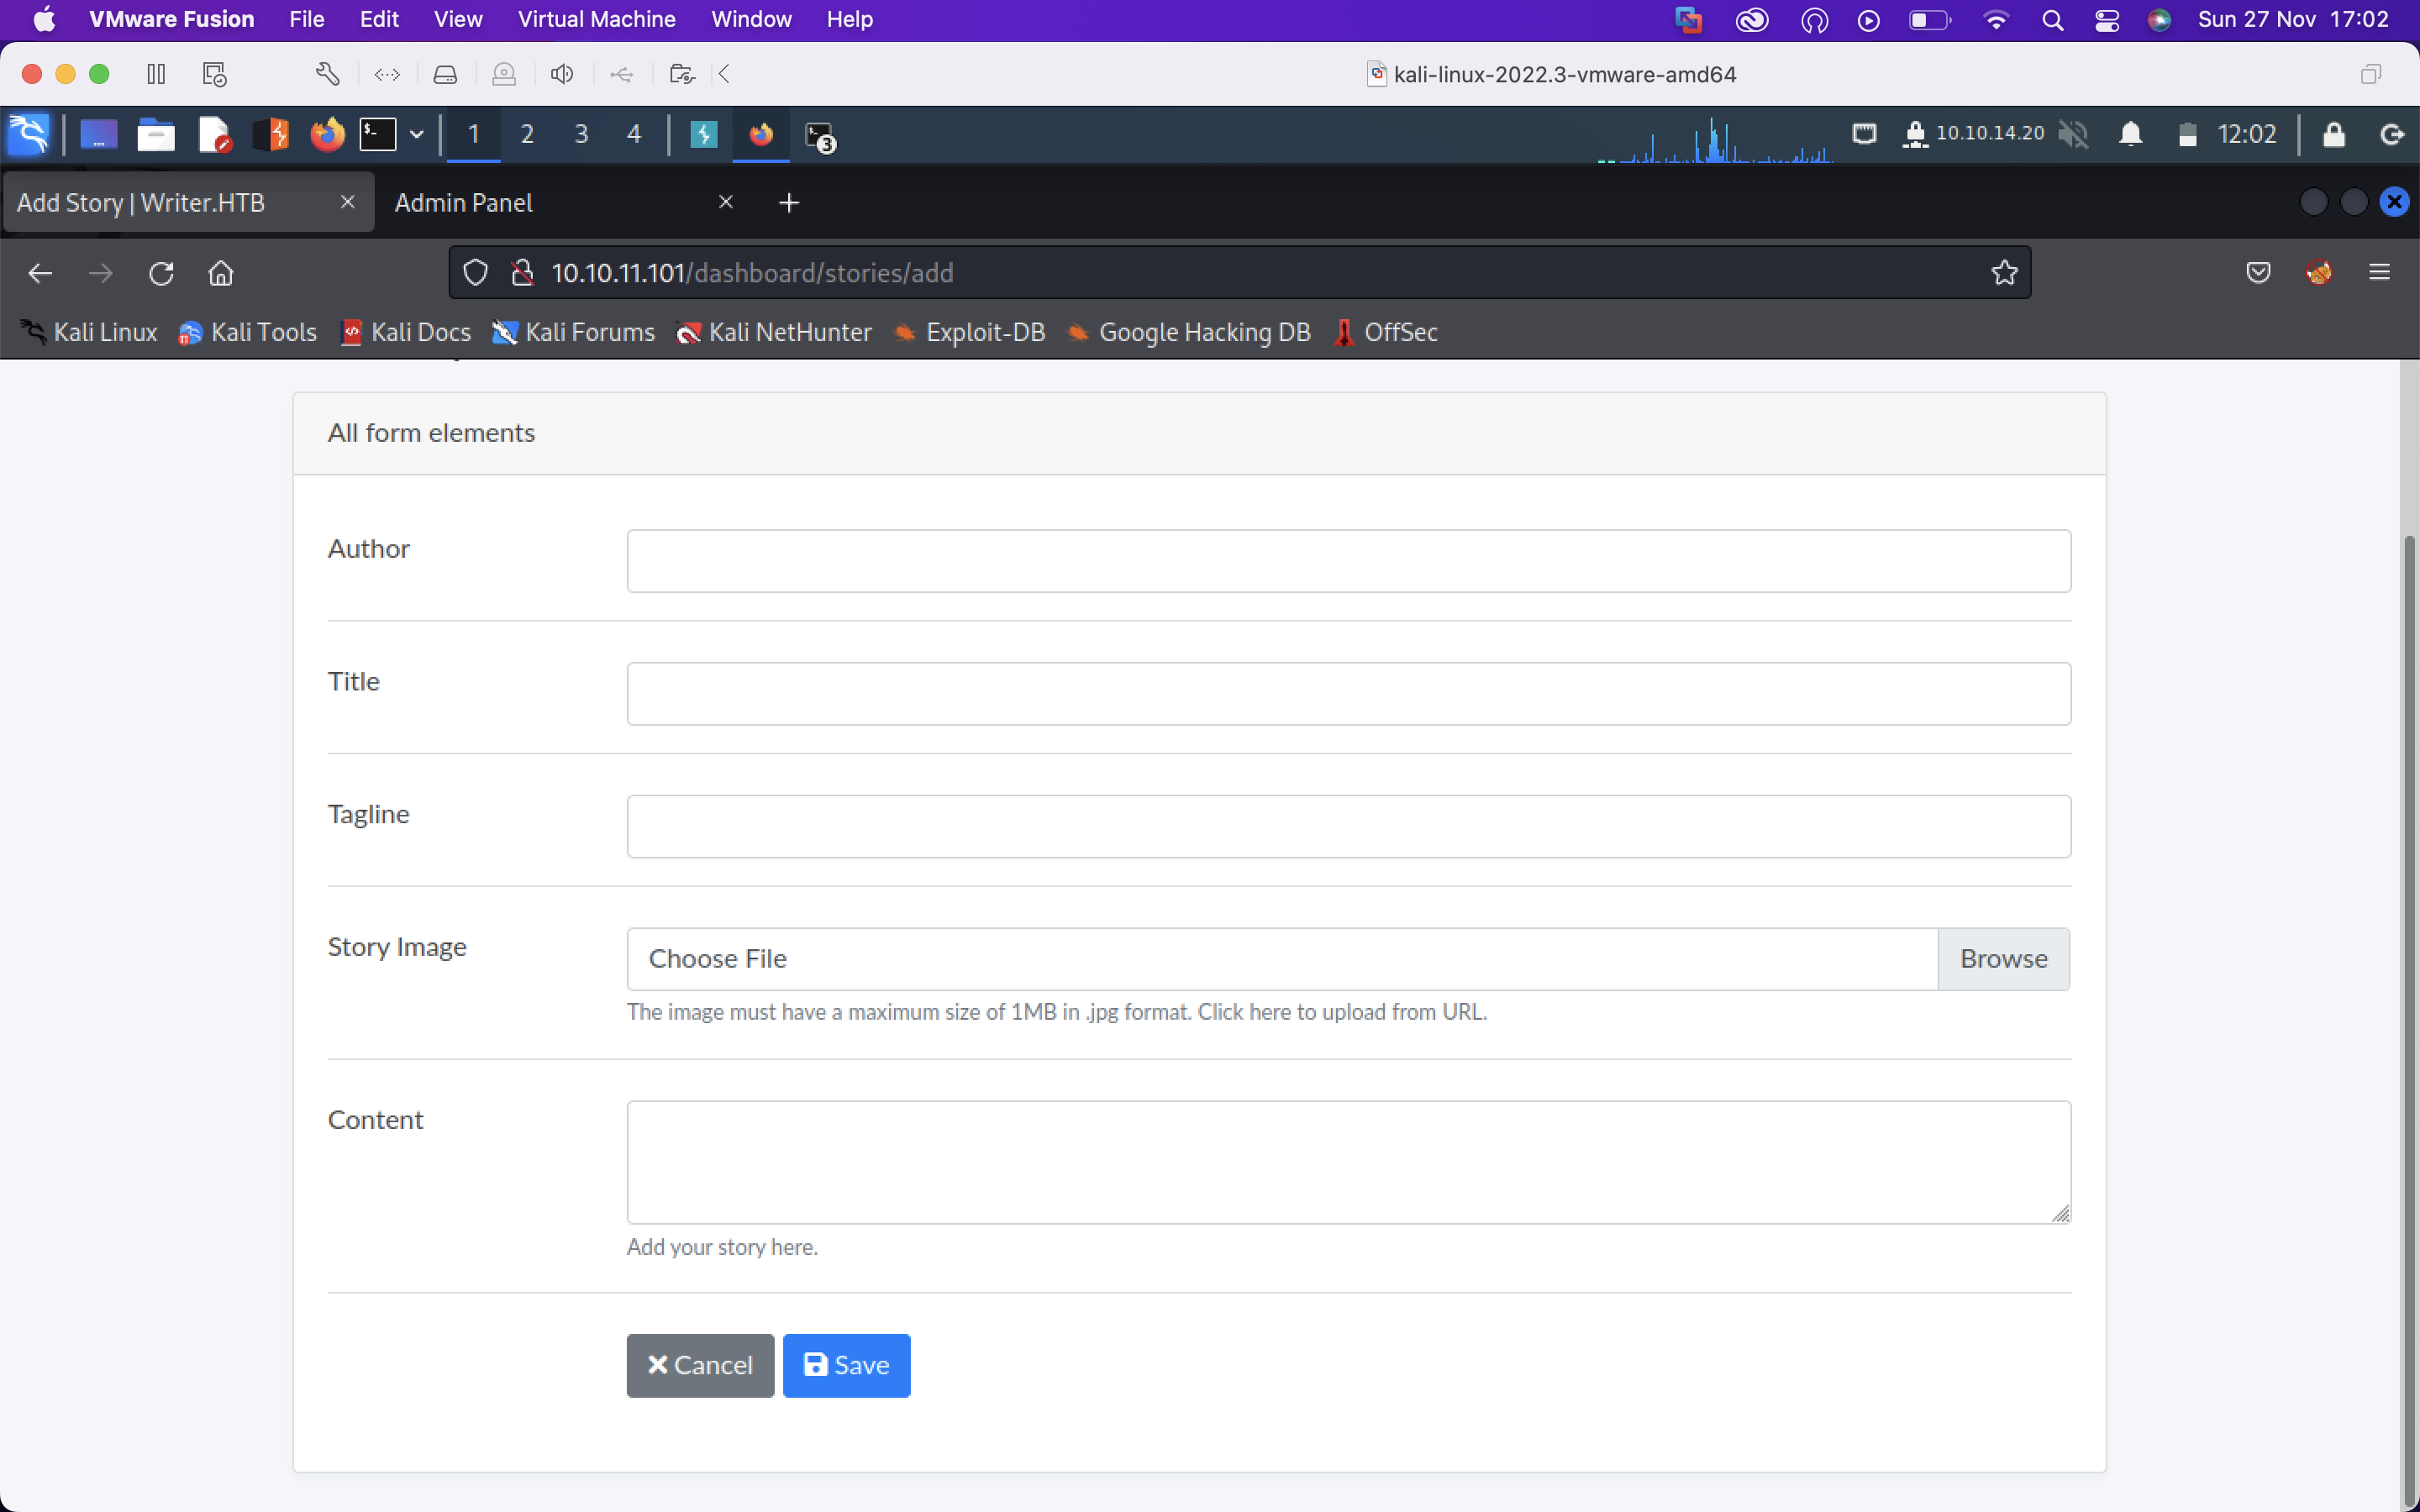 VMware Fusion File Edit View Virtual Machine Window Help Sun 27 Nov 17:02
kali-linux-2022.3-vmware-amd64
1 2 3 4 3 10.10.14.20 12:02
Add Story | Writer.HTB Admin Panel
10.10.11.101/dashboard/stories/add
Kali Linux Kali Tools Kali Docs Kali Forums Kali NetHunter Exploit-DB Google Hacking DB OffSec
All form elements
Author
Title
Tagline
Story Image Choose File Browse
The image must have a maximum size of 1MB in .jpg format. Click here to upload from URL.
Content
Add your story here.
Cancel Save